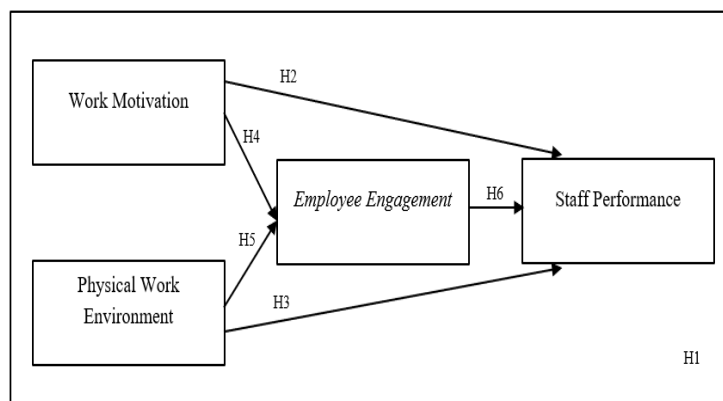 H2
Work Motivation
H4
Employee Engagement
H6
Staff Performance
H5
Physical Work
Environment
H3
H1